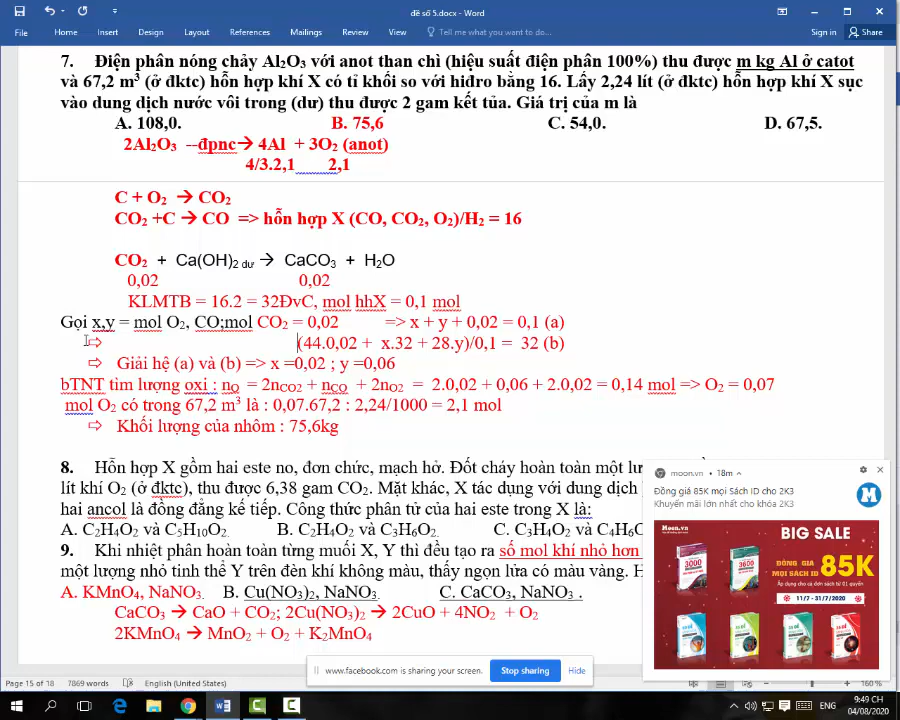 đề số 5.docx - Word
File Home Insert Design Layout References Mailings Review View Tell me what you want to do... Sign in Share
7. Điện phân nóng chảy Al₂O₃ với anot than chì (hiệu suất điện phân 100%) thu được m kg Al ở catot
và 67,2 m³ (ở đktc) hỗn hợp khí X có tỉ khối so với hiđro bằng 16. Lấy 2,24 lít (ở đktc) hỗn hợp khí X sục
vào dung dịch nước vôi trong (dư) thu được 2 gam kết tủa. Giá trị của m là
A. 108,0. B. 75,6 C. 54,0. D. 67,5.
2Al₂O₃ --đpnc→ 4Al + 3O₂ (anot)
4/3.2,1 2,1
C + O₂ → CO₂
CO₂ +C → CO => hỗn hợp X (CO, CO₂, O₂)/H₂ = 16
CO₂ + Ca(OH)₂ dư → CaCO₃ + H₂O
0,02 0,02
KLMTB = 16.2 = 32ĐvC, mol hhX = 0,1 mol
Gọi x,y = mol O₂, CO;mol CO₂ = 0,02 => x + y + 0,02 = 0,1 (a)
⇨ (44.0,02 + x.32 + 28.y)/0,1 = 32 (b)
⇨ Giải hệ (a) và (b) => x =0,02 ; y =0,06
bTNT tìm lượng oxi : nO = 2nCO2 + nCO + 2nO2 = 2.0,02 + 0,06 + 2.0,02 = 0,14 mol => O₂ = 0,07
mol O₂ có trong 67,2 m³ là : 0,07.67,2 : 2,24/1000 = 2,1 mol
⇨ Khối lượng của nhôm : 75,6kg
8. Hỗn hợp X gồm hai este no, đơn chức, mạch hở. Đốt cháy hoàn toàn một lư
lít khí O₂ (ở đktc), thu được 6,38 gam CO₂. Mặt khác, X tác dụng với dung dịch
hai ancol là đồng đẳng kế tiếp. Công thức phân tử của hai este trong X là:
A. C₂H₄O₂ và C₅H₁₀O₂. B. C₂H₄O₂ và C₃H₆O₂. C. C₃H₄O₂ và C₄H₆O
9. Khi nhiệt phân hoàn toàn từng muối X, Y thì đều tạo ra số mol khí nhỏ hơn
một lượng nhỏ tinh thể Y trên đèn khí không màu, thấy ngọn lửa có màu vàng. H
A. KMnO₄, NaNO₃. B. Cu(NO₃)₂, NaNO₃. C. CaCO₃, NaNO₃ .
CaCO₃ → CaO + CO₂; 2Cu(NO₃)₂ → 2CuO + 4NO₂ + O₂
2KMnO₄ → MnO₂ + O₂ + K₂MnO₄
moon.vn • 18m
Đồng giá 85K mọi Sách ID cho 2K3
Khuyến mãi lớn nhất cho khóa 2K3
M
Moon.vn
BIG SALE
ĐỒNG GIÁ
MỌI SÁCH ID
85K
11/7 - 31/7/2020
3000
3600
www.facebook.com is sharing your screen. Stop sharing Hide
Page 15 of 18 7869 words English (United States) 160%
ENG 9:49 CH
04/08/2020